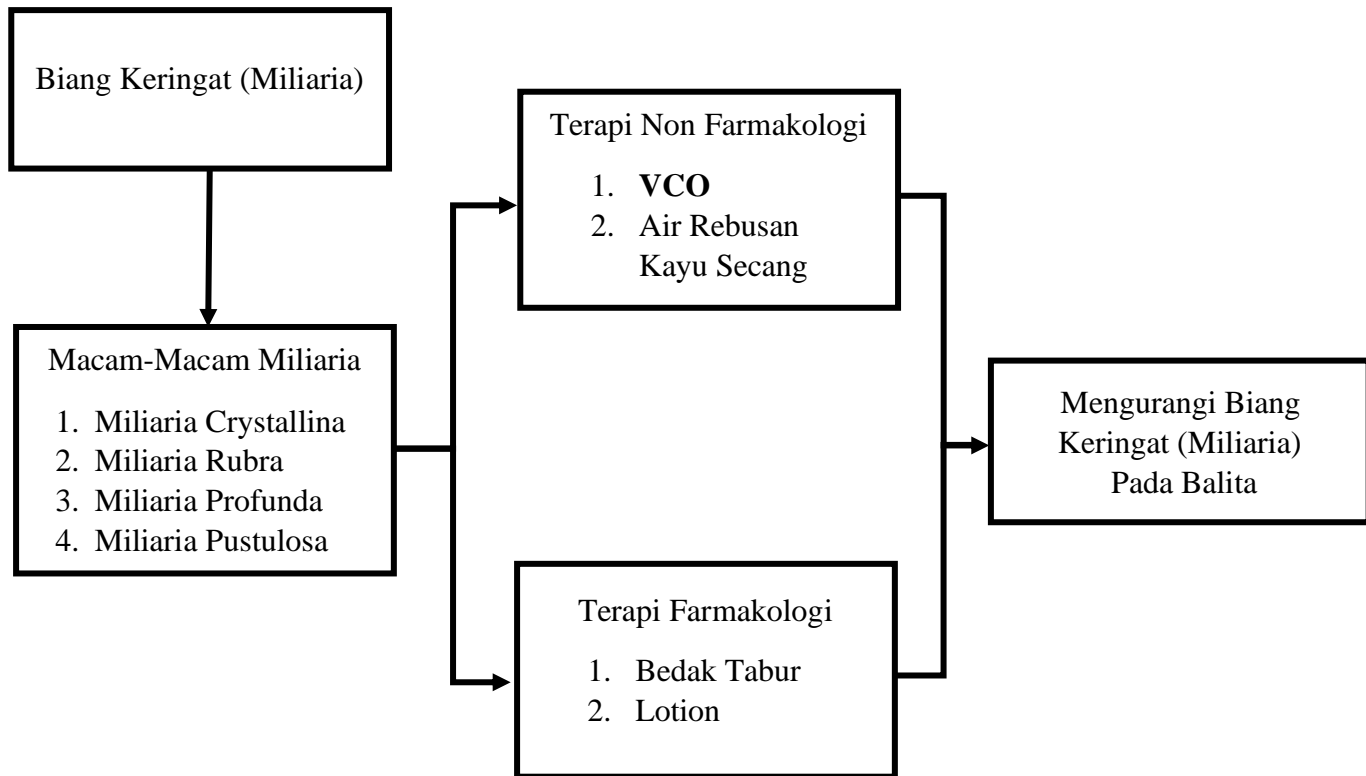 Biang Keringat (Miliaria)
Macam-Macam Miliaria
1. Miliaria Crystallina
2. Miliaria Rubra
3. Miliaria Profunda
4. Miliaria Pustulosa
Terapi Non Farmakologi
1. VCO
2. Air Rebusan
Kayu Secang
Terapi Farmakologi
1. Bedak Tabur
2. Lotion
Mengurangi Biang
Keringat (Miliaria)
Pada Balita